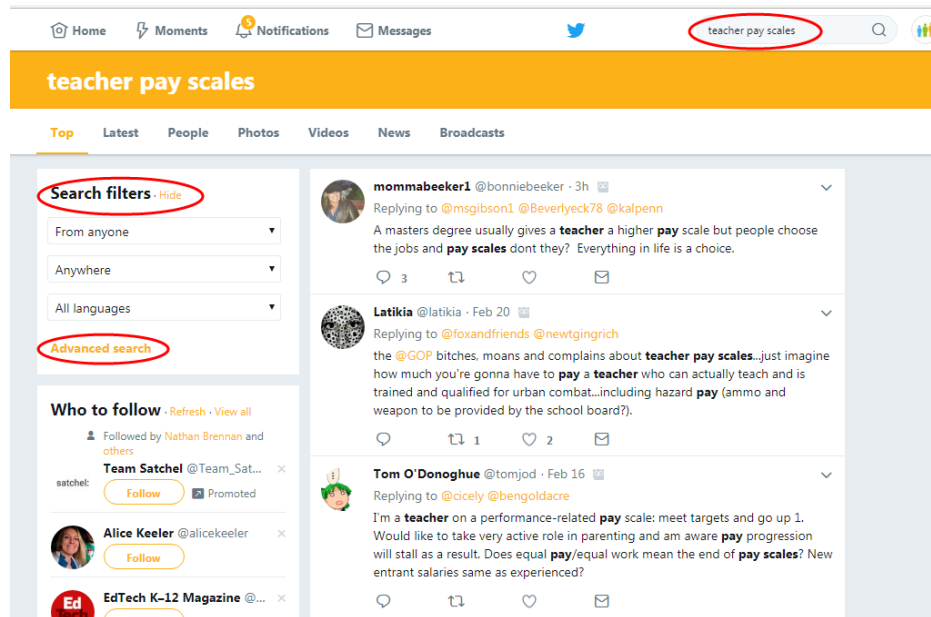 Home Moments 5 Notifications Messages teacher pay scales
teacher pay scales
Top Latest People Photos Videos News Broadcasts
Search filters · Hide
From anyone
Anywhere
All languages
Advanced search
Who to follow · Refresh · View all
Followed by Nathan Brennan and
others
satchel:
Team Satchel @Team_Sat...
Follow Promoted
Alice Keeler @alicekeeler
Follow
Ed
Tech
EdTech K–12 Magazine @...
mommabeeker1 @bonniebeeker · 3h
Replying to @msgibson1 @Beverlyeck78 @kalpenn
A masters degree usually gives a teacher a higher pay scale but people choose
the jobs and pay scales dont they? Everything in life is a choice.
3
Latikia @latikia · Feb 20
Replying to @foxandfriends @newtgingrich
the @GOP bitches, moans and complains about teacher pay scales...just imagine
how much you're gonna have to pay a teacher who can actually teach and is
trained and qualified for urban combat...including hazard pay (ammo and
weapon to be provided by the school board?).
1 2
Tom O'Donoghue @tomjod · Feb 16
Replying to @cicely @bengoldacre
I'm a teacher on a performance-related pay scale: meet targets and go up 1.
Would like to take very active role in parenting and am aware pay progression
will stall as a result. Does equal pay/equal work mean the end of pay scales? New
entrant salaries same as experienced?